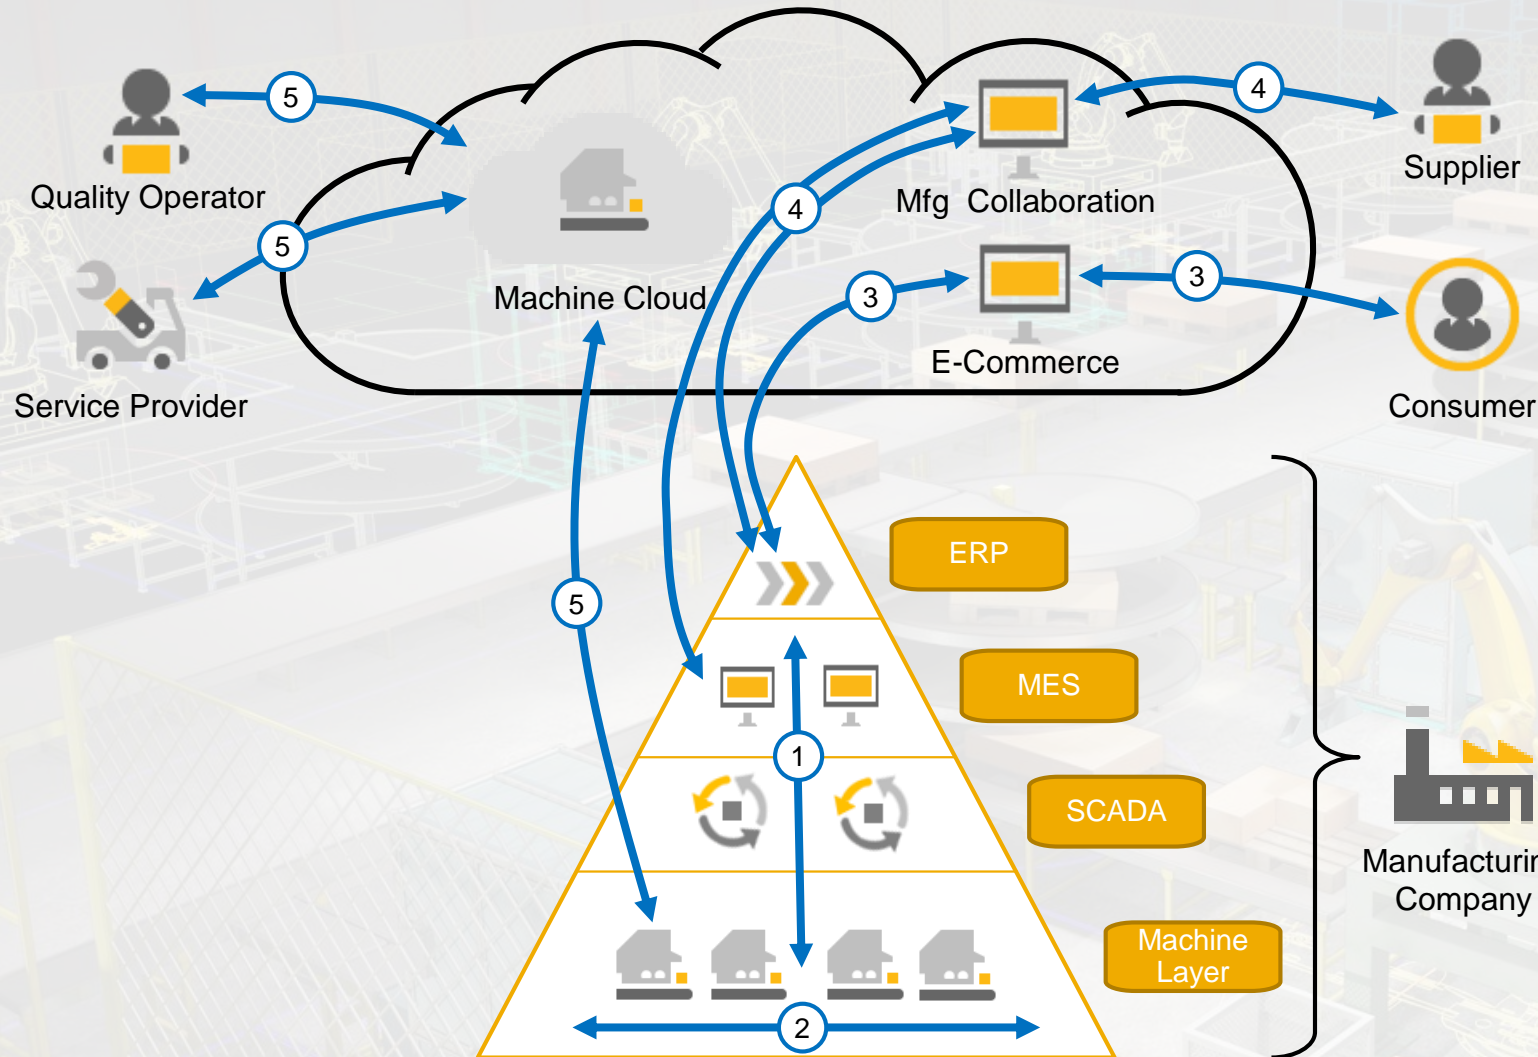 5
4
Quality Operator
Supplier
4
Mfg  Collaboration
5
Machine Cloud
3
3
E-Commerce
Service Provider
Consumer
ERP
5
MES
1
SCADA
Manufacturin
Company
Machine
Layer
2